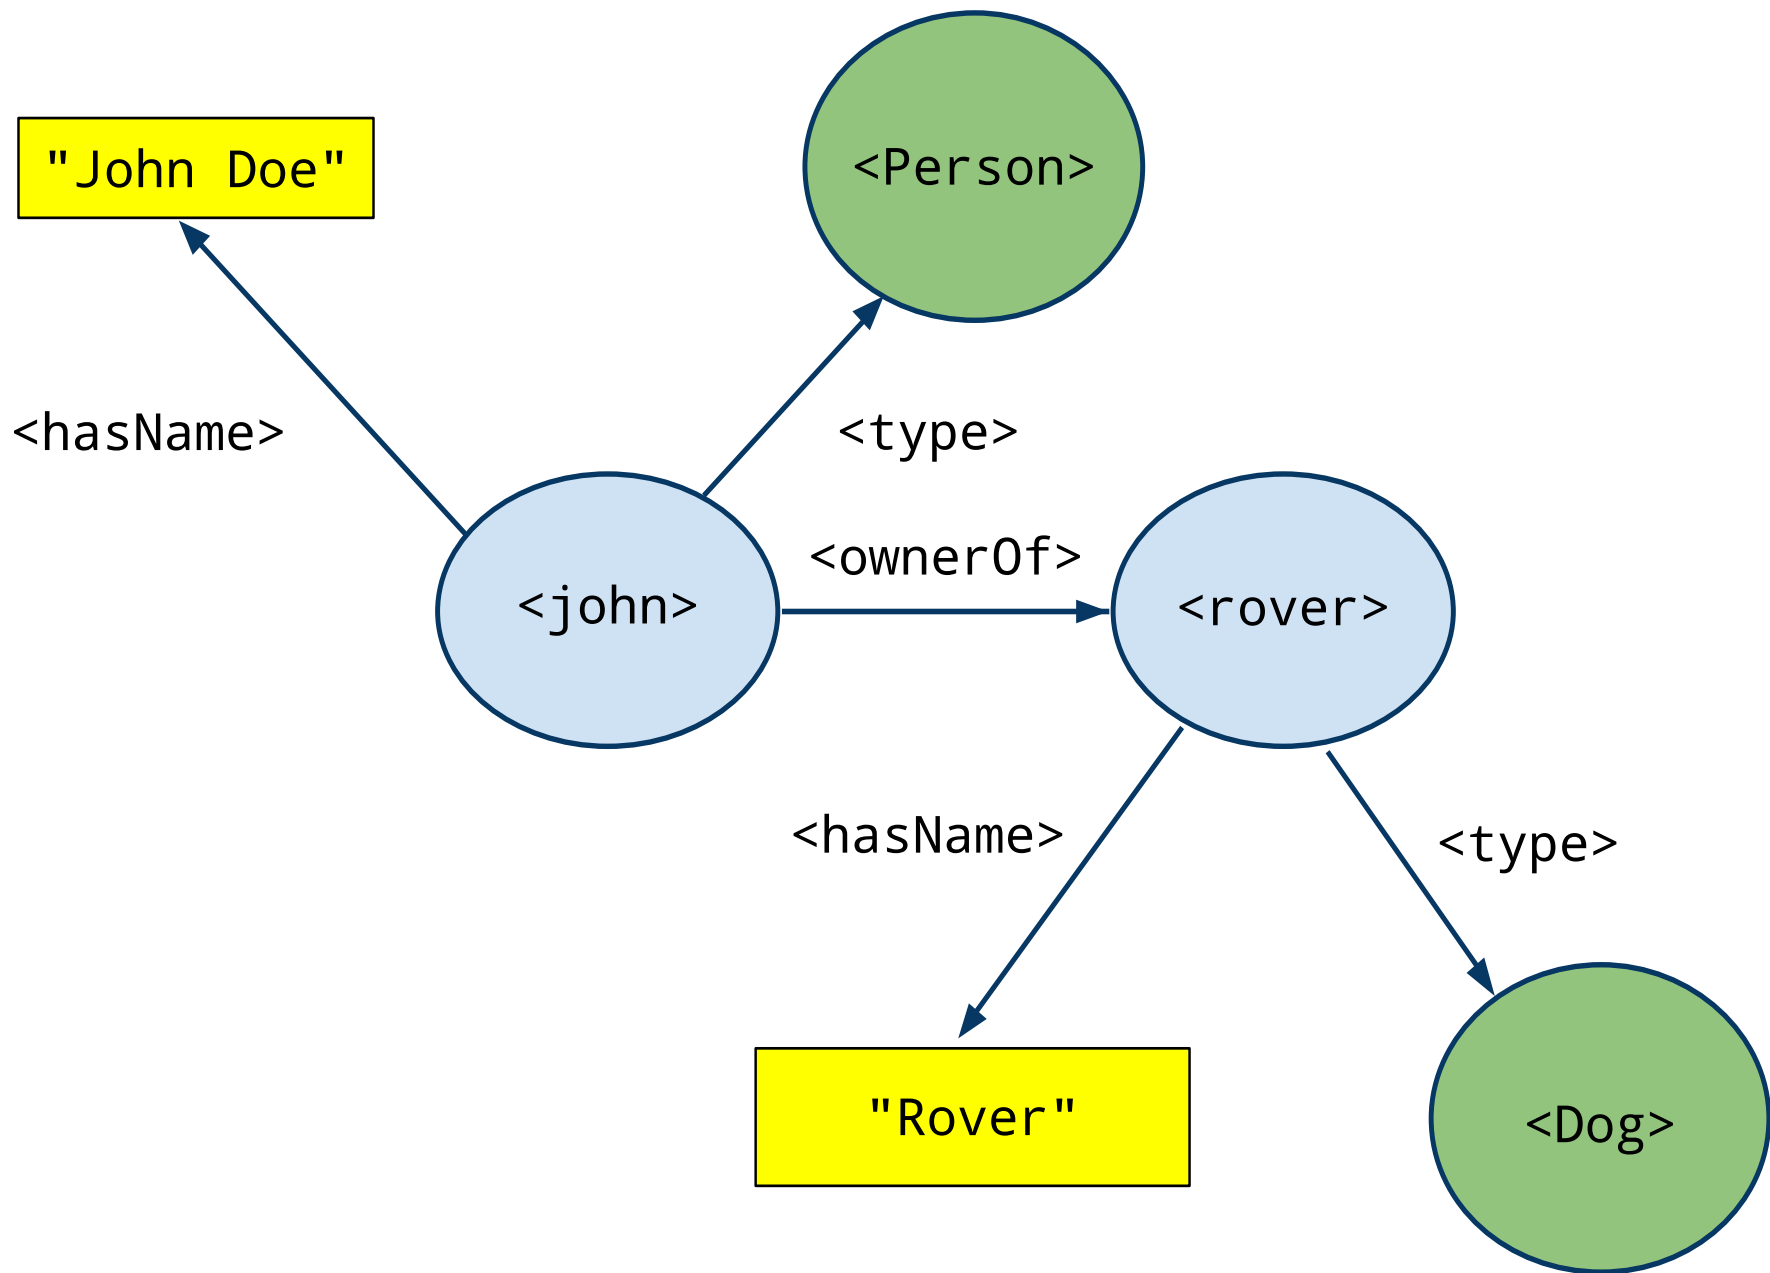 <Person>
"John Doe"
<hasName>
<type>
<ownerOf>
<john>
<rover>
<hasName>
<type>
"Rover"
<Dog>